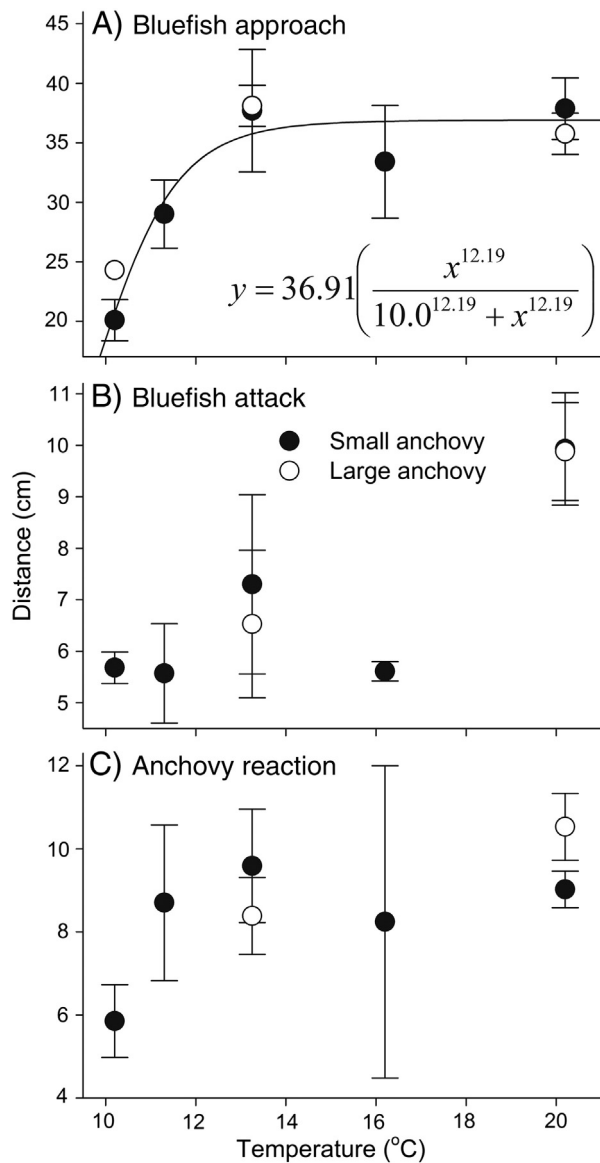 A) Bluefish approach
45
40
35
30
25
20
y = 36.91(x^12.19 / (10.0^12.19 + x^12.19))
B) Bluefish attack
11
10
9
8
7
6
5
Small anchovy
Large anchovy
Distance (cm)
C) Anchovy reaction
12
10
8
6
4
10 12 14 16 18 20
Temperature (°C)